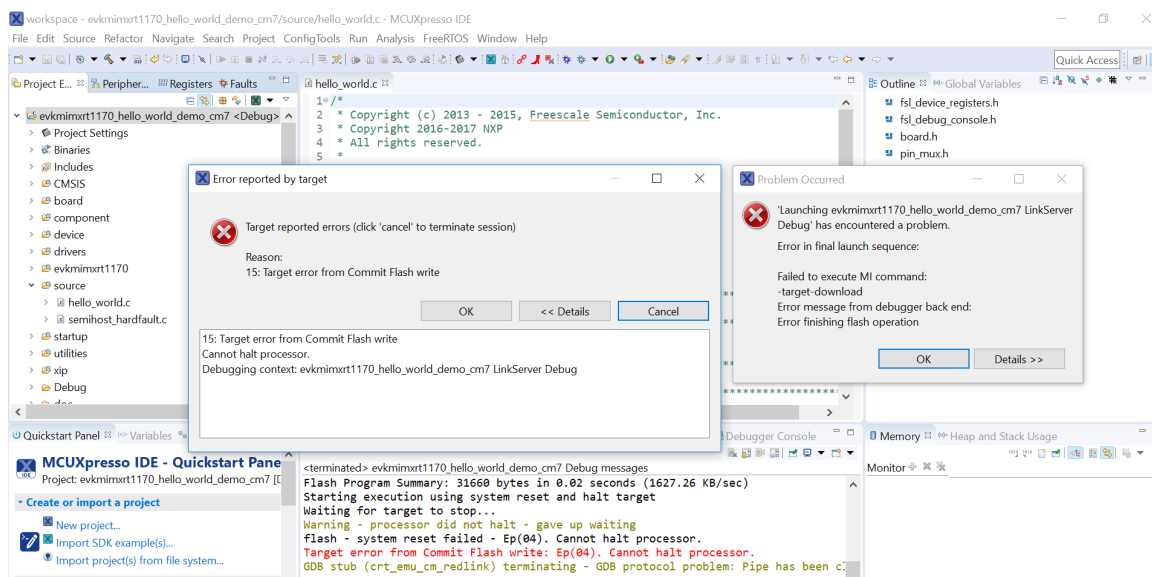 workspace - evkmimxrt1170_hello_world_demo_cm7/source/hello_world.c - MCUXpresso IDE
File Edit Source Refactor Navigate Search Project ConfigTools Run Analysis FreeRTOS Window Help
Quick Access
Project E... Peripher... Registers Faults
hello_world.c
Outline Global Variables
evkmimxrt1170_hello_world_demo_cm7 <Debug>
Project Settings
Binaries
Includes
CMSIS
board
component
device
drivers
evkmimxrt1170
source
hello_world.c
semihost_hardfault.c
startup
utilities
xip
Debug
1 /*
2 * Copyright (c) 2013 - 2015, Freescale Semiconductor, Inc.
3 * Copyright 2016-2017 NXP
4 * All rights reserved.
5 *
fsl_device_registers.h
fsl_debug_console.h
board.h
pin_mux.h
Error reported by target
Target reported errors (click 'cancel' to terminate session)
Reason:
15: Target error from Commit Flash write
OK << Details Cancel
15: Target error from Commit Flash write
Cannot halt processor.
Debugging context: evkmimxrt1170_hello_world_demo_cm7 LinkServer Debug
Problem Occurred
'Launching evkmimxrt1170_hello_world_demo_cm7 LinkServer
Debug' has encountered a problem.
Error in final launch sequence:
Failed to execute MI command:
-target-download
Error message from debugger back end:
Error finishing flash operation
OK Details >>
Quickstart Panel Variables
MCUXpresso IDE - Quickstart Pane
Project: evkmimxrt1170_hello_world_demo_cm7 [D
Create or import a project
New project...
Import SDK example(s)...
Import project(s) from file system...
Debugger Console
<terminated> evkmimxrt1170_hello_world_demo_cm7 Debug messages
Flash Program Summary: 31660 bytes in 0.02 seconds (1627.26 KB/sec)
Starting execution using system reset and halt target
Waiting for target to stop...
Warning - processor did not halt - gave up waiting
flash - system reset failed - Ep(04). Cannot halt processor.
Target error from Commit Flash write: Ep(04). Cannot halt processor.
GDB stub (crt_emu_cm_redlink) terminating - GDB protocol problem: Pipe has been cl
Memory Heap and Stack Usage
Monitor